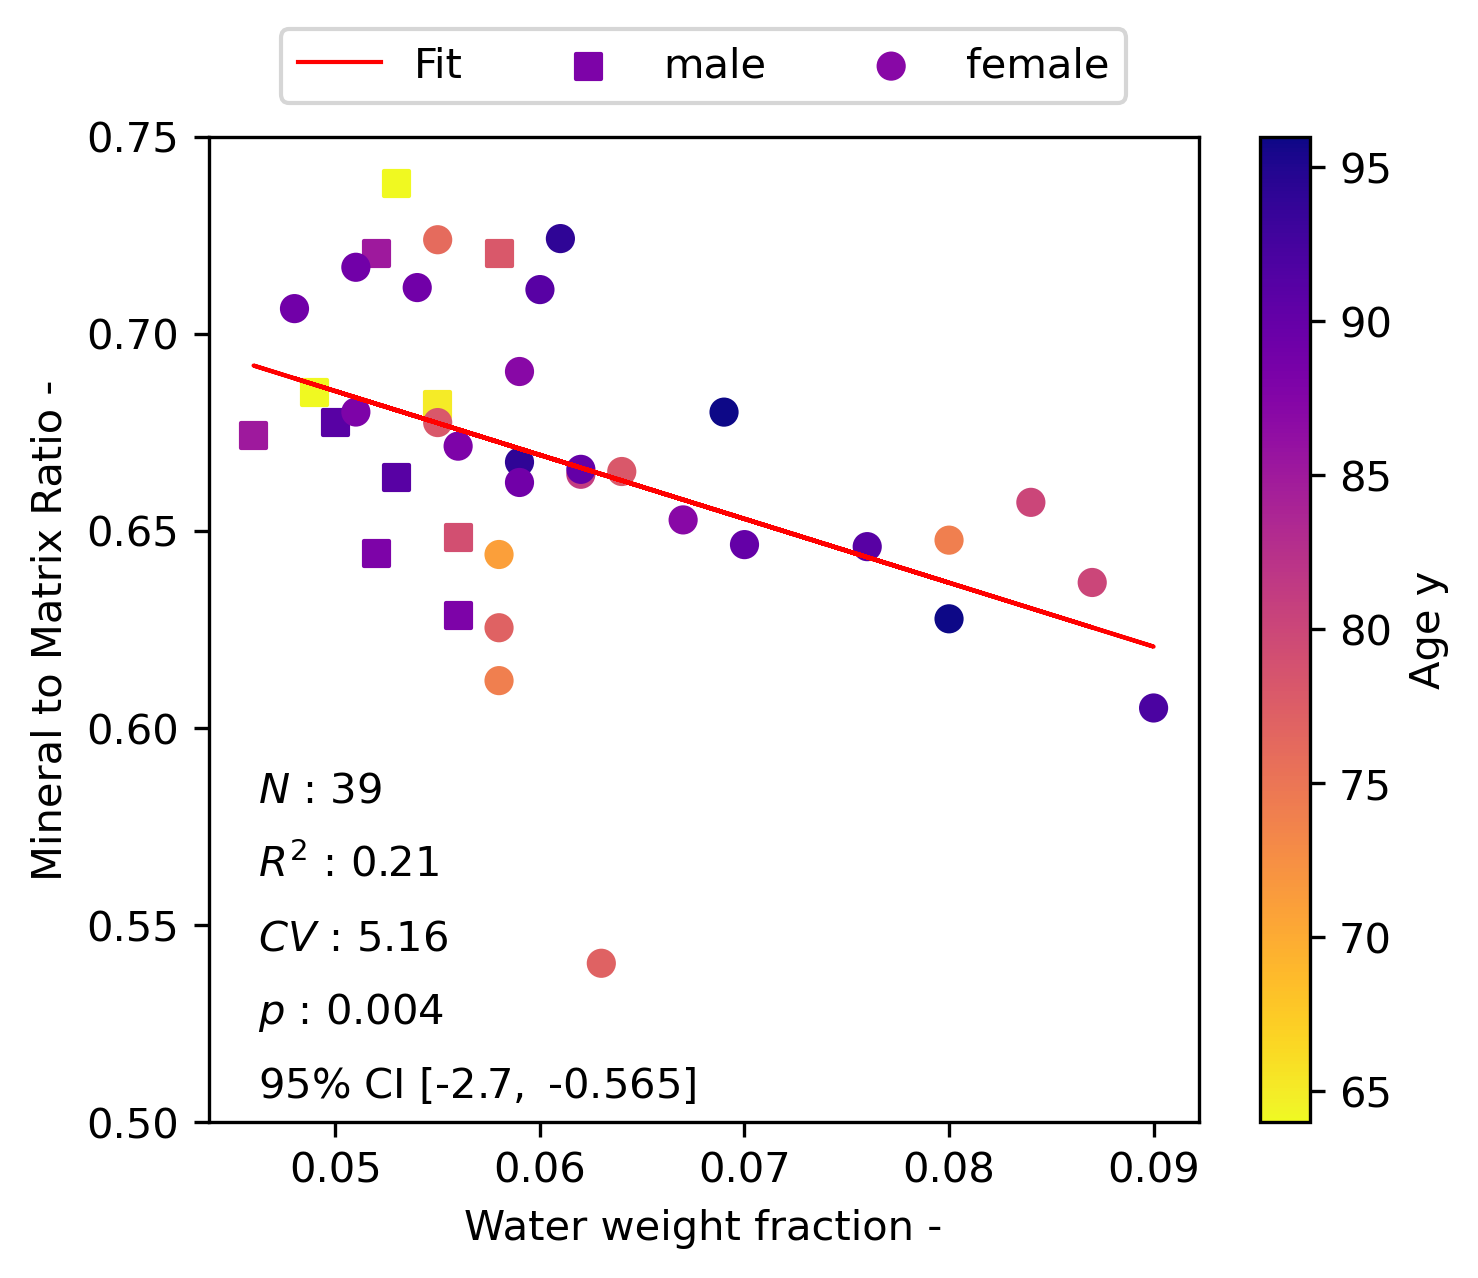 Fit male female
0.75
0.70
0.65
0.60
0.55
0.50
Mineral to Matrix Ratio -
N : 39
R² : 0.21
CV : 5.16
p : 0.004
95% CI [-2.7, -0.565]
0.05 0.06 0.07 0.08 0.09
Water weight fraction -
95
90
85
80
75
70
65
Age y